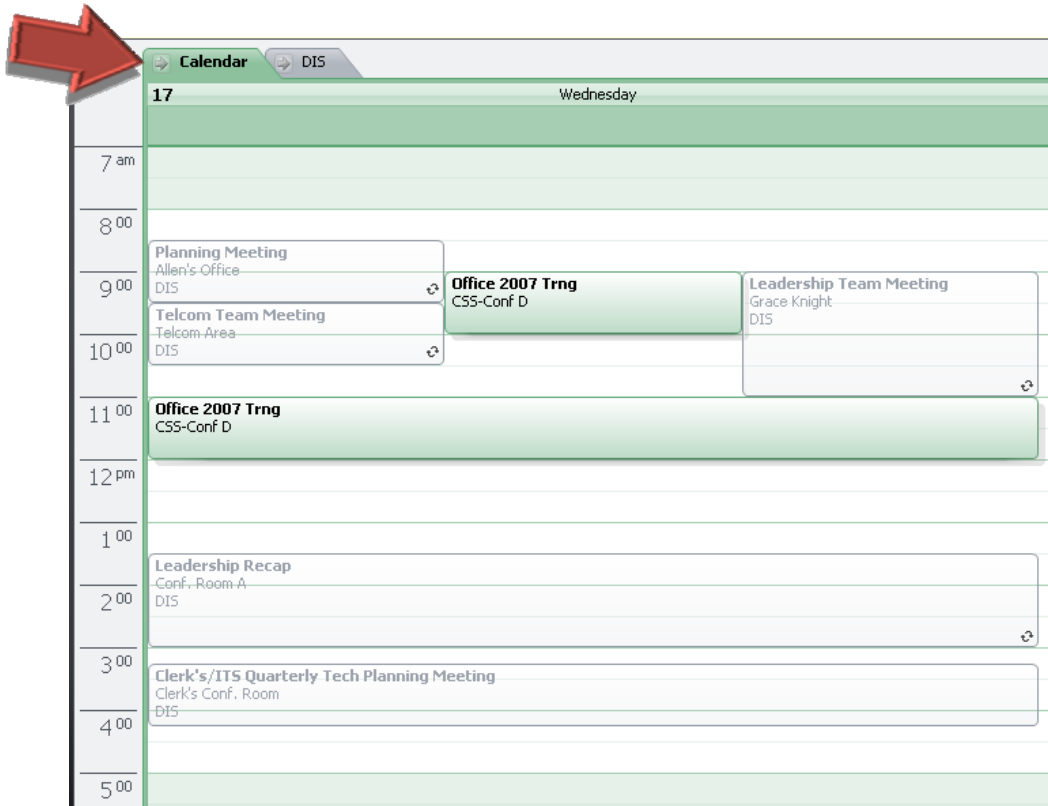 Calendar
DIS
17
Wednesday
7 am
8 00
Planning Meeting
Allen's Office
DIS
9 00
Office 2007 Trng
CSS-Conf D
Leadership Team Meeting
Grace Knight
DIS
Telcom Team Meeting
Telcom Area
DIS
10 00
11 00
Office 2007 Trng
CSS-Conf D
12 pm
1 00
Leadership Recap
Conf. Room A
DIS
2 00
3 00
Clerk's/ITS Quarterly Tech Planning Meeting
Clerk's Conf. Room
DIS
4 00
5 00